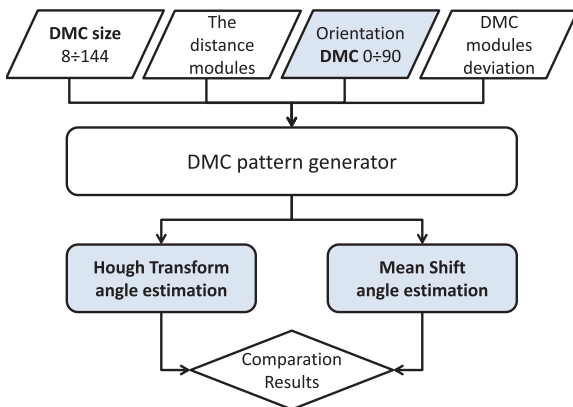 DMC size
8÷144
The
distance
modules
Orientation
DMC 0÷90
DMC
modules
deviation
DMC pattern generator
Hough Transform
angle estimation
Mean Shift
angle estimation
Comparation
Results